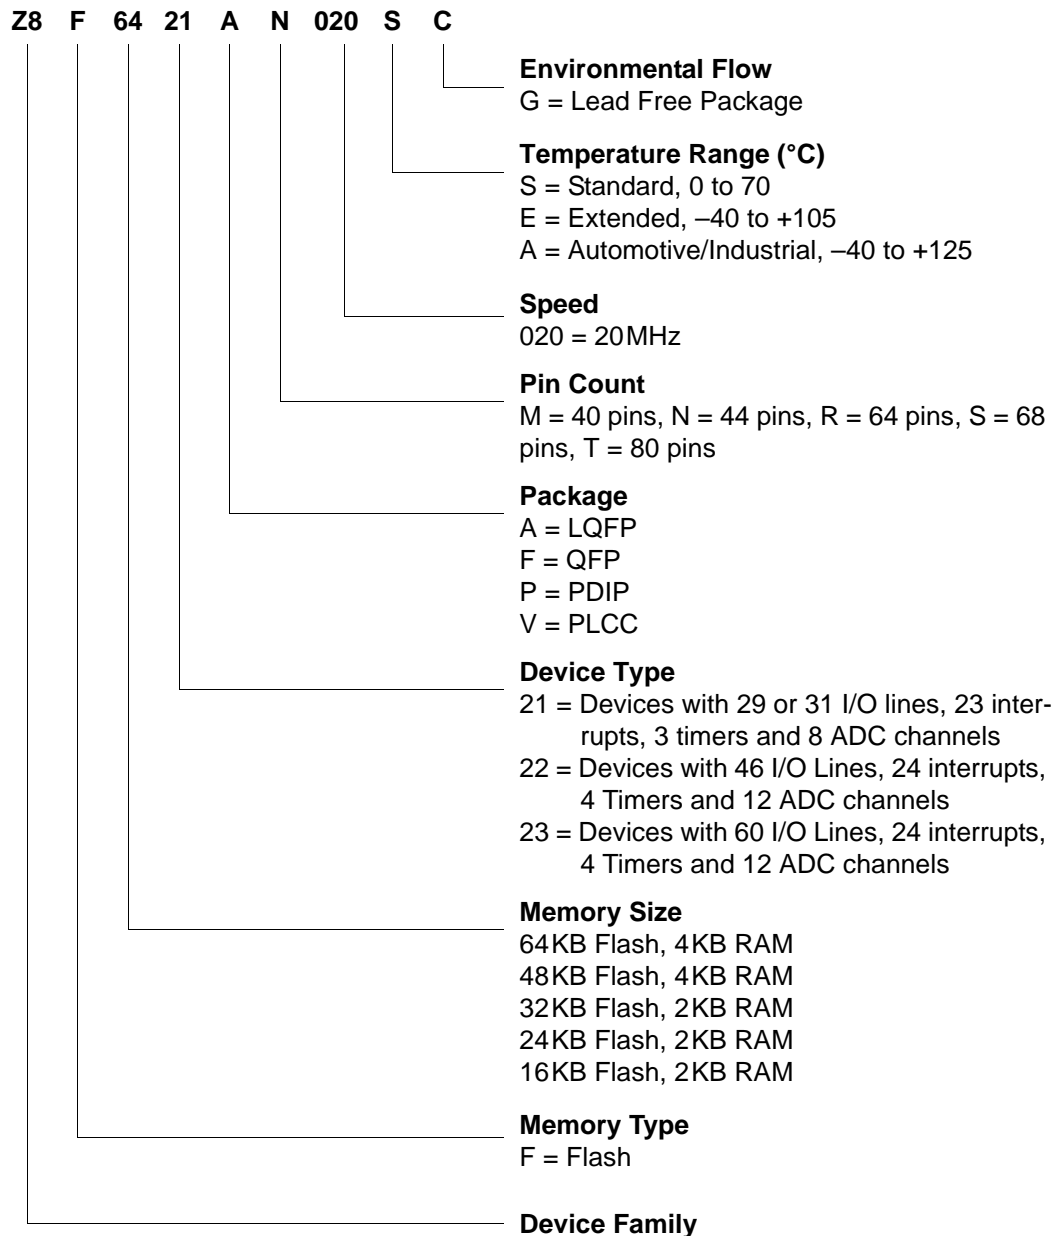 Z8 F 64 21 A N 020 S C
Environmental Flow
G = Lead Free Package
Temperature Range (°C)
S = Standard, 0 to 70
E = Extended, –40 to +105
A = Automotive/Industrial, –40 to +125
Speed
020 = 20MHz
Pin Count
M = 40 pins, N = 44 pins, R = 64 pins, S = 68
pins, T = 80 pins
Package
A = LQFP
F = QFP
P = PDIP
V = PLCC
Device Type
21 = Devices with 29 or 31 I/O lines, 23 inter-
rupts, 3 timers and 8 ADC channels
22 = Devices with 46 I/O Lines, 24 interrupts,
4 Timers and 12 ADC channels
23 = Devices with 60 I/O Lines, 24 interrupts,
4 Timers and 12 ADC channels
Memory Size
64KB Flash, 4KB RAM
48KB Flash, 4KB RAM
32KB Flash, 2KB RAM
24KB Flash, 2KB RAM
16KB Flash, 2KB RAM
Memory Type
F = Flash
Device Family